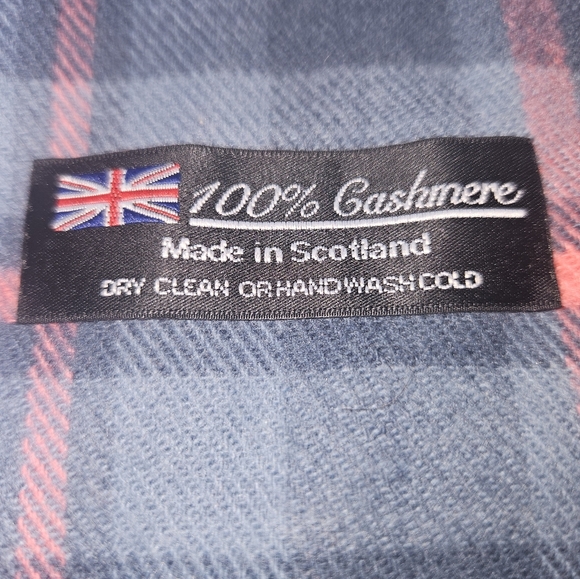 100% Cashmere
Made in Scotland
DRY CLEAN OR HANDWASH COLD